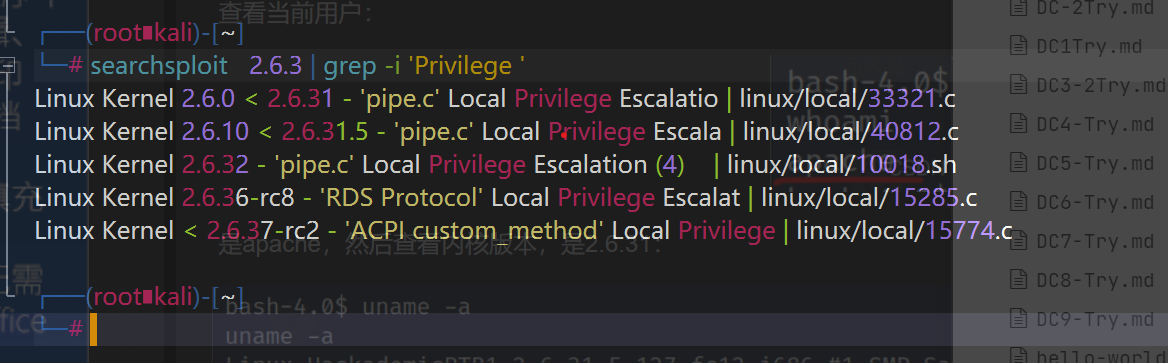 查看当前用户：
(root kali)-[~]
# searchsploit 2.6.3 | grep -i 'Privilege '
Linux Kernel 2.6.0 < 2.6.31 - 'pipe.c' Local Privilege Escalatio | linux/local/33321.c
Linux Kernel 2.6.10 < 2.6.31.5 - 'pipe.c' Local Privilege Escala | linux/local/40812.c
Linux Kernel 2.6.32 - 'pipe.c' Local Privilege Escalation (4) | linux/local/10018.sh
Linux Kernel 2.6.36-rc8 - 'RDS Protocol' Local Privilege Escalat | linux/local/15285.c
Linux Kernel < 2.6.37-rc2 - 'ACPI custom_method' Local Privilege | linux/local/15774.c
是apache，然后查看内核版本，是2.6.31：
(root kali)-[~]
#
bash-4.0$ uname -a
uname -a
bash-4.0$
whoami
DC-2Try.md
DC1Try.md
DC3-2Try.md
DC4-Try.md
DC5-Try.md
DC6-Try.md
DC7-Try.md
DC8-Try.md
DC9-Try.md
hello-world